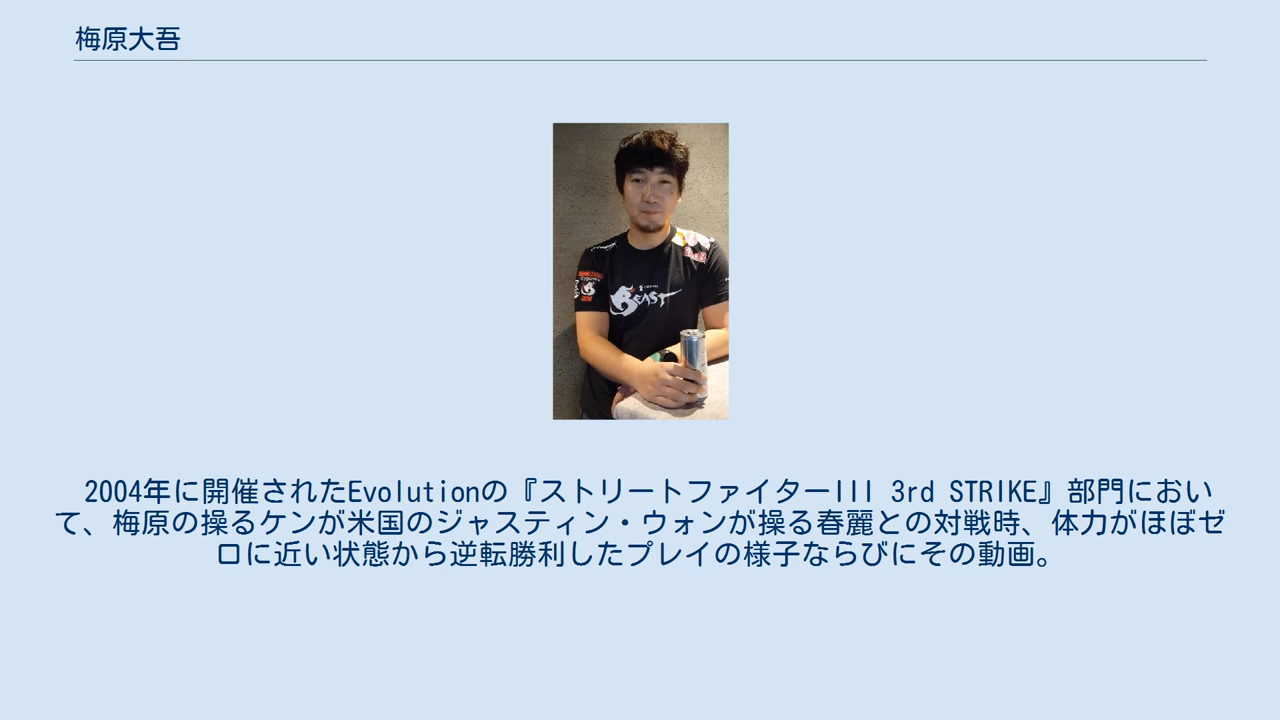 梅原大吾
BEAST
2004年に開催されたEvolutionの『ストリートファイターIII 3rd STRIKE』部門におい
て、梅原の操るケンが米国のジャスティン・ウォンが操る春麗との対戦時、体力がほぼゼ
ロに近い状態から逆転勝利したプレイの様子ならびにその動画。